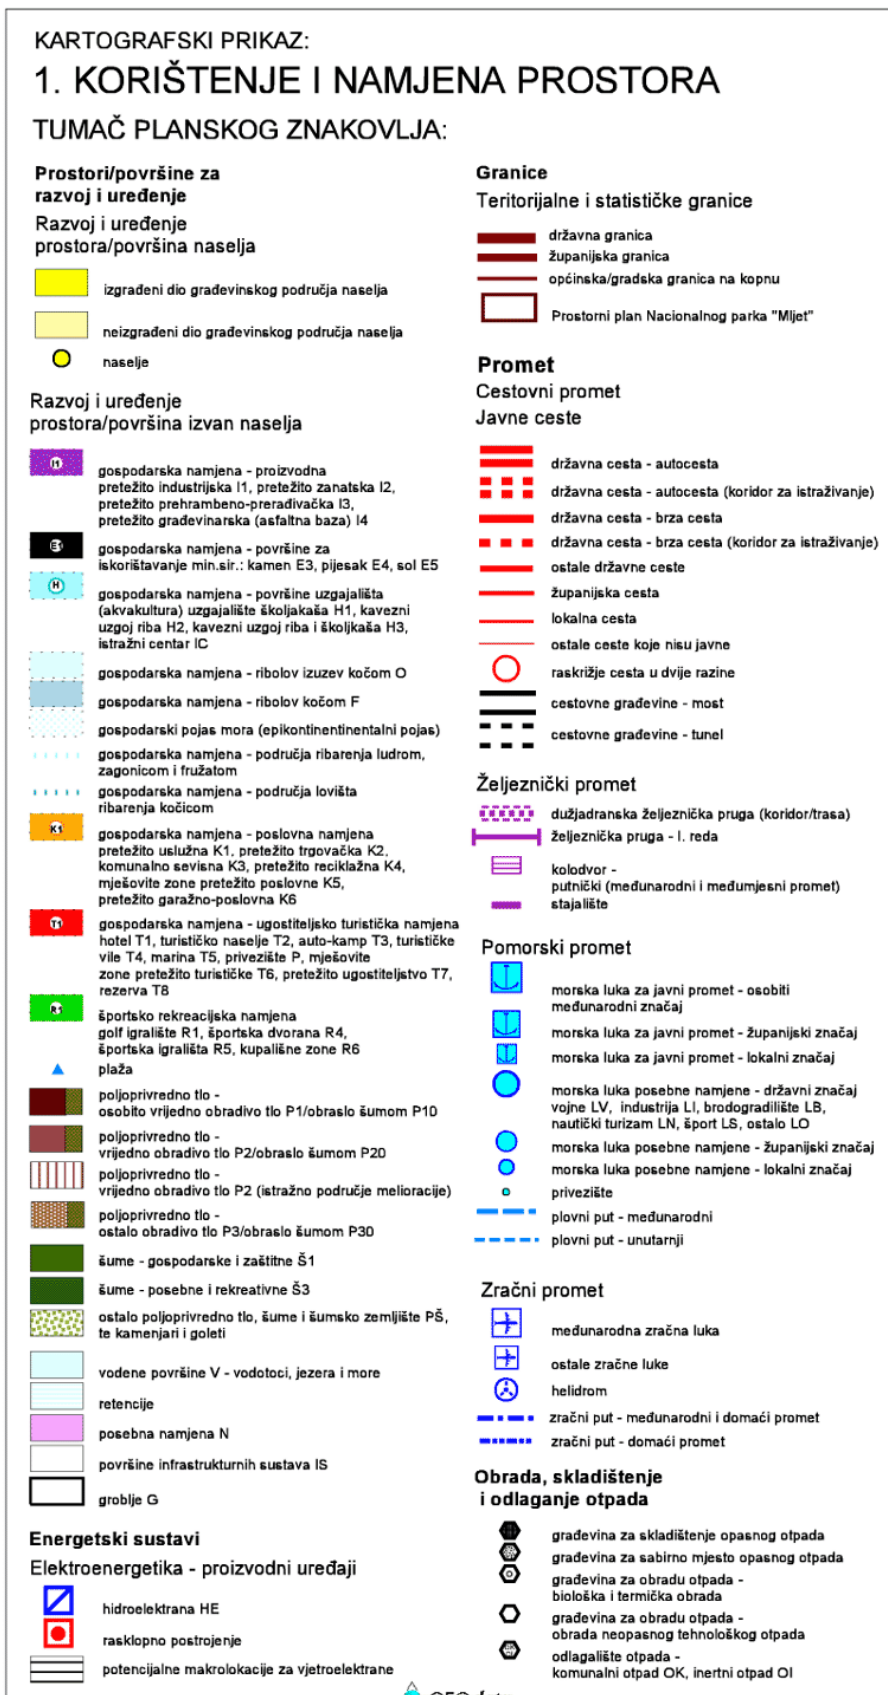 KARTOGRAFSKI PRIKAZ:
1. KORIŠTENJE I NAMJENA PROSTORA
TUMAČ PLANSKOG ZNAKOVLJA:
Prostori/površine za
razvoj i uređenje
Razvoj i uređenje
prostora/površina naselja
izgrađeni dio građevinskog područja naselja
neizgrađeni dio građevinskog područja naselja
naselje
Razvoj i uređenje
prostora/površina izvan naselja
I1
gospodarska namjena - proizvodna
pretežito industrijska I1, pretežito zanatska I2,
pretežito prehrambeno-prerađivačka I3,
pretežito građevinarska (asfaltna baza) I4
E1
gospodarska namjena - površine za
iskorištavanje min.sir.: kamen E3, pijesak E4, sol E5
H
gospodarska namjena - površine uzgajališta
(akvakultura) uzgajalište školjakaša H1, kavezni
uzgoj riba H2, kavezni uzgoj riba i školjkaša H3,
istražni centar IC
gospodarska namjena - ribolov izuzev kočom O
gospodarska namjena - ribolov kočom F
gospodarski pojas mora (epikontinentinentalni pojas)
gospodarska namjena - područja ribarenja ludrom,
zagonicom i fružatom
gospodarska namjena - područja lovišta
ribarenja kočicom
K1
gospodarska namjena - poslovna namjena
pretežito uslužna K1, pretežito trgovačka K2,
komunalno sevisna K3, pretežito reciklažna K4,
mješovite zone pretežito poslovne K5,
pretežito garažno-poslovna K6
T1
gospodarska namjena - ugostiteljsko turistička namjena
hotel T1, turističko naselje T2, auto-kamp T3, turističke
vile T4, marina T5, privezište P, mješovite
zone pretežito turističke T6, pretežito ugostiteljstvo T7,
rezerva T8
R1
športsko rekreacijska namjena
golf igralište R1, športska dvorana R4,
športska igrališta R5, kupališne zone R6
plaža
poljoprivredno tlo -
osobito vrijedno obradivo tlo P1/obraslo šumom P10
poljoprivredno tlo -
vrijedno obradivo tlo P2/obraslo šumom P20
poljoprivredno tlo -
vrijedno obradivo tlo P2 (istražno područje melioracije)
poljoprivredno tlo -
ostalo obradivo tlo P3/obraslo šumom P30
šume - gospodarske i zaštitne Š1
šume - posebne i rekreativne Š3
ostalo poljoprivredno tlo, šume i šumsko zemljište PŠ,
te kamenjari i goleti
vodene površine V - vodotoci, jezera i more
retencije
posebna namjena N
površine infrastrukturnih sustava IS
groblje G
Energetski sustavi
Elektroenergetika - proizvodni uređaji
hidroelektrana HE
rasklopno postrojenje
potencijalne makrolokacije za vjetroelektrane
Granice
Teritorijalne i statističke granice
državna granica
županijska granica
općinska/gradska granica na kopnu
Prostorni plan Nacionalnog parka "Mljet"
Promet
Cestovni promet
Javne ceste
državna cesta - autocesta
državna cesta - autocesta (koridor za istraživanje)
državna cesta - brza cesta
državna cesta - brza cesta (koridor za istraživanje)
ostale državne ceste
županijska cesta
lokalna cesta
ostale ceste koje nisu javne
raskrižje cesta u dvije razine
cestovne građevine - most
cestovne građevine - tunel
Željeznički promet
dužjadranska željeznička pruga (koridor/trasa)
željeznička pruga - I. reda
kolodvor -
putnički (međunarodni i međumjesni promet)
stajalište
Pomorski promet
morska luka za javni promet - osobiti
međunarodni značaj
morska luka za javni promet - županijski značaj
morska luka za javni promet - lokalni značaj
morska luka posebne namjene - državni značaj
vojne LV, industrija LI, brodogradilište LB,
nautički turizam LN, šport LS, ostalo LO
morska luka posebne namjene - županijski značaj
morska luka posebne namjene - lokalni značaj
privezište
plovni put - međunarodni
plovni put - unutarnji
Zračni promet
međunarodna zračna luka
ostale zračne luke
helidrom
zračni put - međunarodni i domaći promet
zračni put - domaći promet
Obrada, skladištenje
i odlaganje otpada
građevina za skladištenje opasnog otpada
građevina za sabirno mjesto opasnog otpada
građevina za obradu otpada -
biološka i termička obrada
građevina za obradu otpada -
obrada neopasnog tehnološkog otpada
odlagalište otpada -
komunalni otpad OK, inertni otpad OI